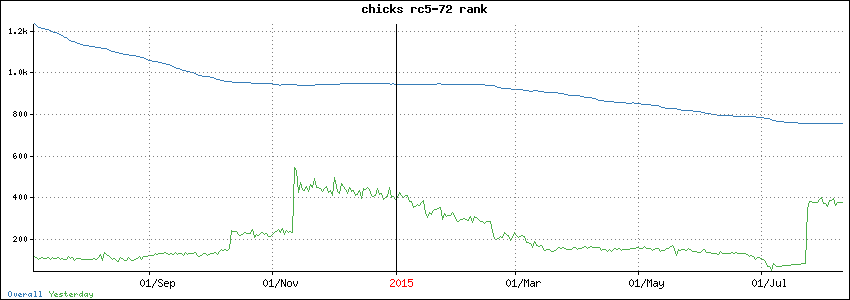 chicks rc5-72 rank
1.2k
1.0k
800
600
400
200
01/Sep 01/Nov 2015 01/Mar 01/May 01/Jul
Overall Yesterday